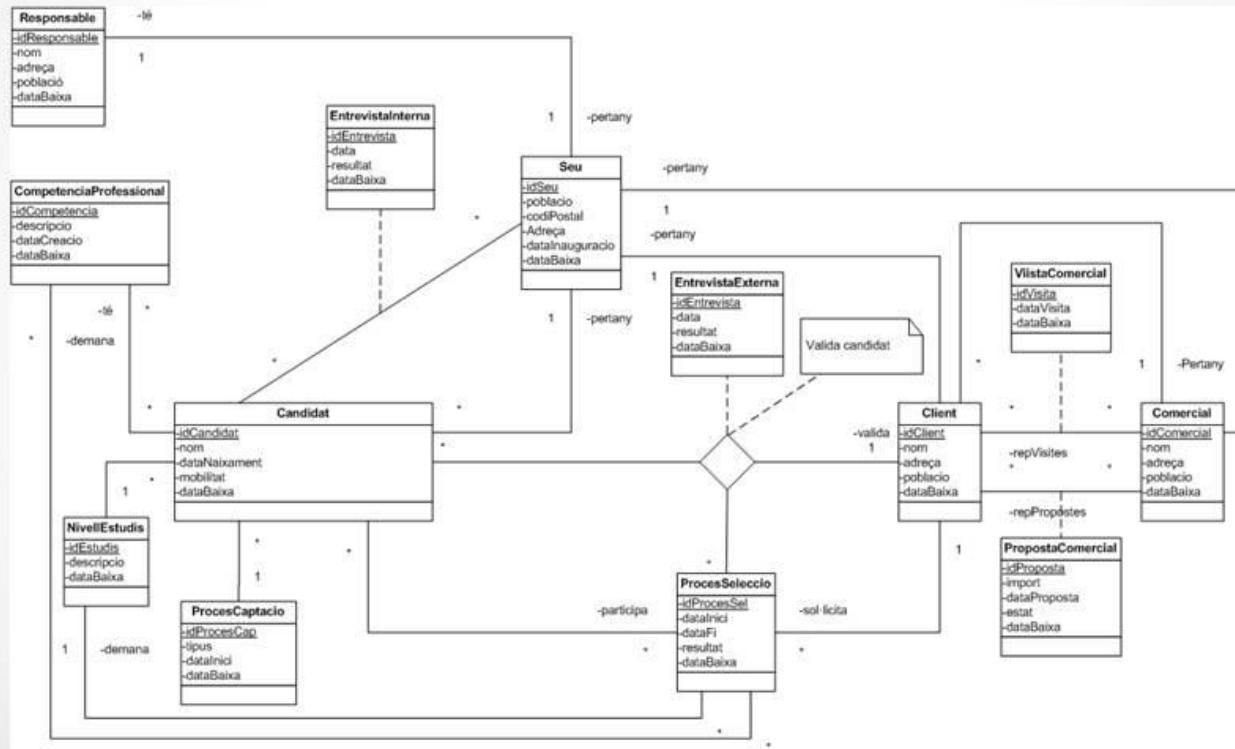 Responsable
-idResponsable
-nom
-adreça
-població
-dataBaixa
-té
1
1
-pertany
EntrevistaInterna
-idEntrevista
-data
-resultat
-dataBaixa
Seu
-idSeu
-poblacio
-codiPostal
-Adreça
-dataInauguracio
-dataBaixa
-pertany
1
-pertany
1
1
-pertany
CompetenciaProfessional
-idCompetencia
-descripcio
-dataCreacio
-dataBaixa
*
-té
*
-demana
*
*
*
*
*
EntrevistaExterna
-idEntrevista
-data
-resultat
-dataBaixa
Valida candidat
ViistaComercial
-idVisita
-dataVisita
-dataBaixa
*
1
-Pertany
Candidat
-idCandidat
-nom
-dataNaixament
-mobilitat
-dataBaixa
*
-valida
1
Client
-idClient
-nom
-adreça
-poblacio
-dataBaixa
*
*
-repVisites
*
*
-repPropostes
Comercial
-idComercial
-nom
-adreça
-poblacio
-dataBaixa
1
*
NivellEstudis
-idEstudis
-descripcio
-dataBaixa
*
1
*
*
1
ProcesCaptacio
-idProcesCap
-tipus
-dataInici
-dataBaixa
1
-demana
-participa
*
ProcesSeleccio
-idProcesSel
-dataInici
-dataFi
-resultat
-dataBaixa
-sol·licita
*
PropostaComercial
-idProposta
-import
-dataProposta
-estat
-dataBaixa
*
*